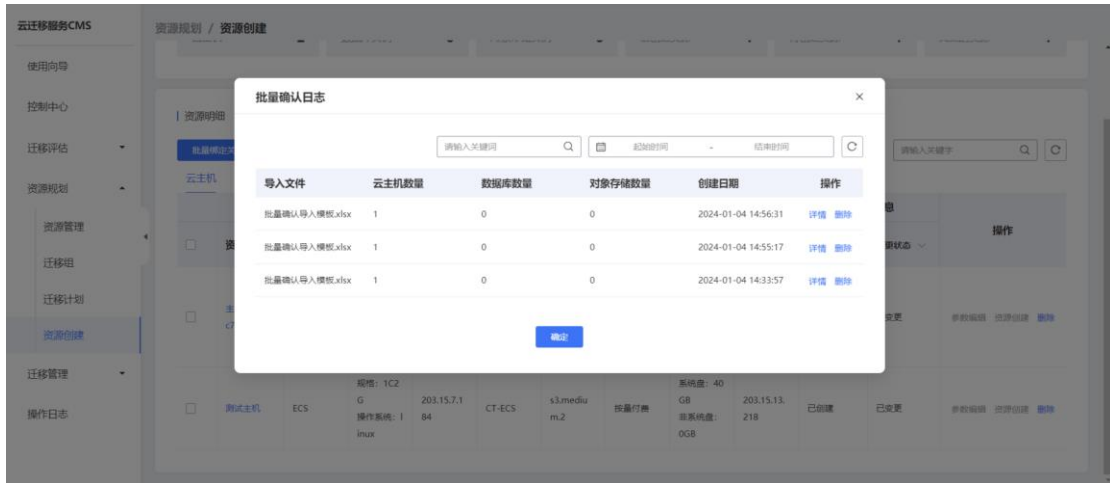 云迁移服务CMS
资源规划 / 资源创建
使用向导
控制中心
迁移评估
资源规划
资源管理
迁移组
迁移计划
资源创建
迁移管理
操作日志
资源明细
批量绑定关
请输入关键字
云主机
批量确认日志
请输入关键词
起始时间 - 结束时间
导入文件 云主机数量 数据库数量 对象存储数量 创建日期 操作
批量确认导入模板.xlsx 1 0 0 2024-01-04 14:56:31 详情 删除
批量确认导入模板.xlsx 1 0 0 2024-01-04 14:55:17 详情 删除
批量确认导入模板.xlsx 1 0 0 2024-01-04 14:33:57 详情 删除
确定
息
资
更状态
操作
主
c7
变更
参数编辑 资源创建 删除
测试主机
ECS
规格：1C2
G
操作系统：l
inux
203.15.7.1
84
CT-ECS
s3.mediu
m.2
按量付费
系统盘：40
GB
非系统盘：
0GB
203.15.13.
218
已创建
已变更
参数编辑 资源创建 删除